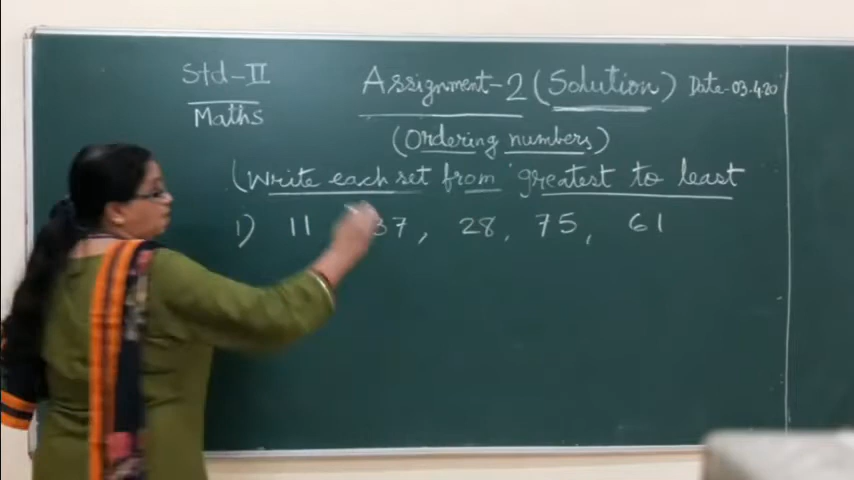 Std-II Assignment-2 (Solution) Date-03.4.20
Maths
(Ordering numbers)
(Write each set from greatest to least
1) 11 37, 28, 75, 61